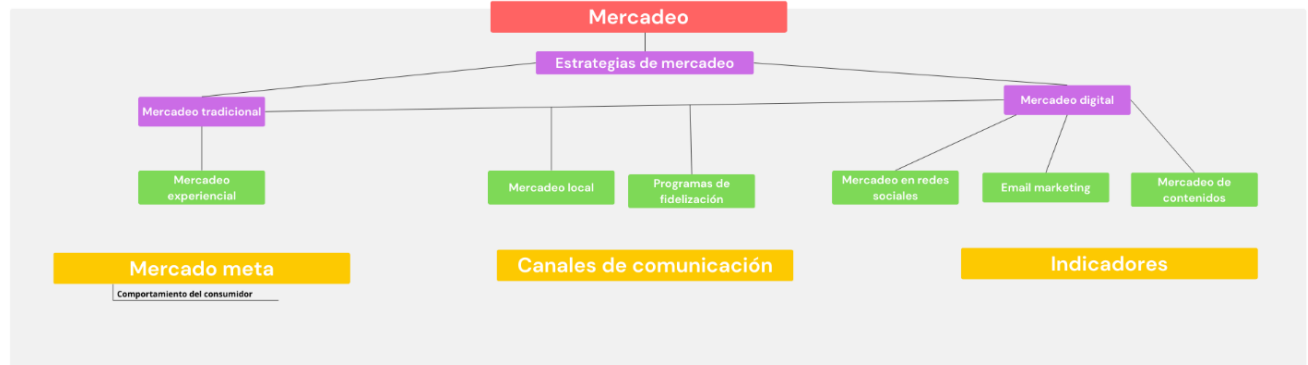 Mercadeo
Estrategias de mercadeo
Mercadeo tradicional
Mercadeo digital
Mercadeo
experiencial
Mercadeo local
Programas de
fidelización
Mercadeo en redes
sociales
Email marketing
Mercadeo de
contenidos
Mercado meta
Canales de comunicación
Indicadores
Comportamiento del consumidor